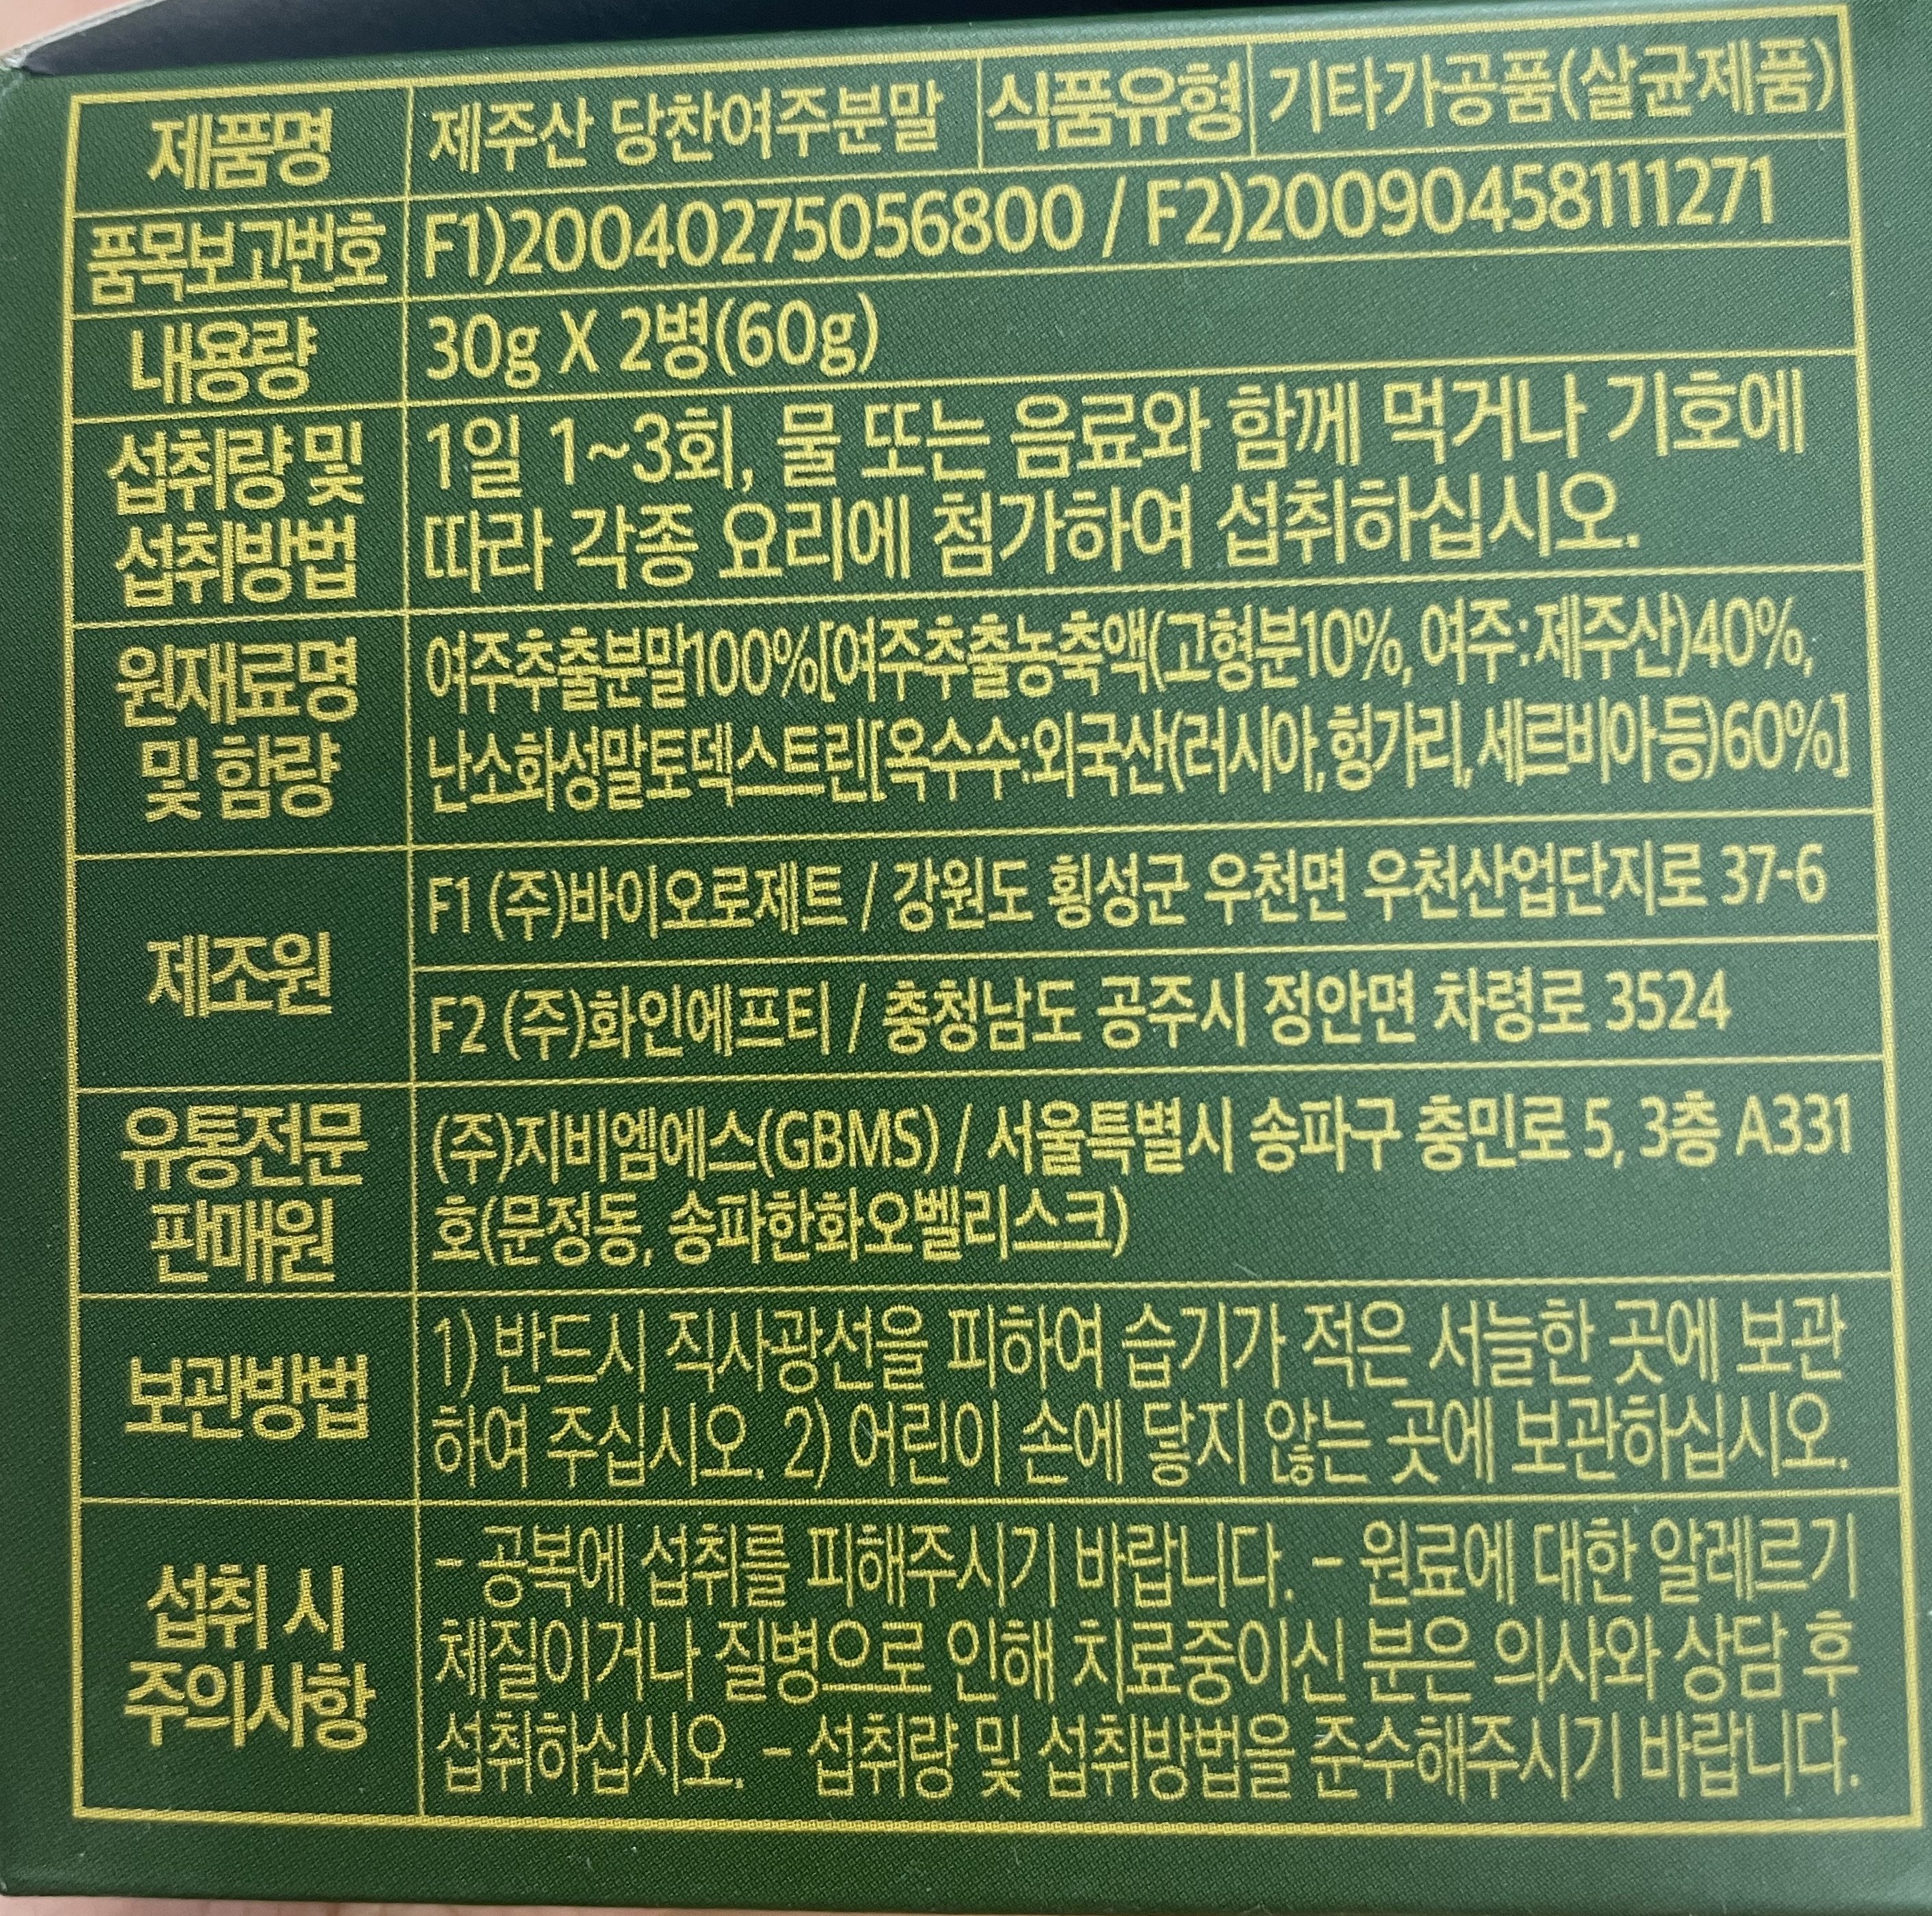 제품명 제주산 당찬여주분말 식품유형 기타가공품(살균제품)
품목보고번호 F1)20040275056800 / F2)20090458111271
내용량 30g X 2병(60g)
섭취량 및 1일 1~3회, 물 또는 음료와 함께 먹거나 기호에
섭취방법 따라 각종 요리에 첨가하여 섭취하십시오.
원재료명 여주추출분말100%[여주추출농축액(고형분10%, 여주:제주산)40%,
및 함량 난소화성말토덱스트린[옥수수:외국산(러시아,헝가리,세르비아등)60%]
제조원
F1 (주)바이오로제트 / 강원도 횡성군 우천면 우천산업단지로 37-6
F2 (주)화인에프티 / 충청남도 공주시 정안면 차령로 3524
유통전문 (주)지비엠에스(GBMS) / 서울특별시 송파구 충민로 5, 3층 A331
판매원 호(문정동, 송파한화오벨리스크)
보관방법
1) 반드시 직사광선을 피하여 습기가 적은 서늘한 곳에 보관
하여 주십시오. 2) 어린이 손에 닿지 않는 곳에 보관하십시오.
섭취 시
주의사항
- 공복에 섭취를 피해주시기 바랍니다. - 원료에 대한 알레르기
체질이거나 질병으로 인해 치료중이신 분은 의사와 상담 후
섭취하십시오. - 섭취량 및 섭취방법을 준수해주시기 바랍니다.